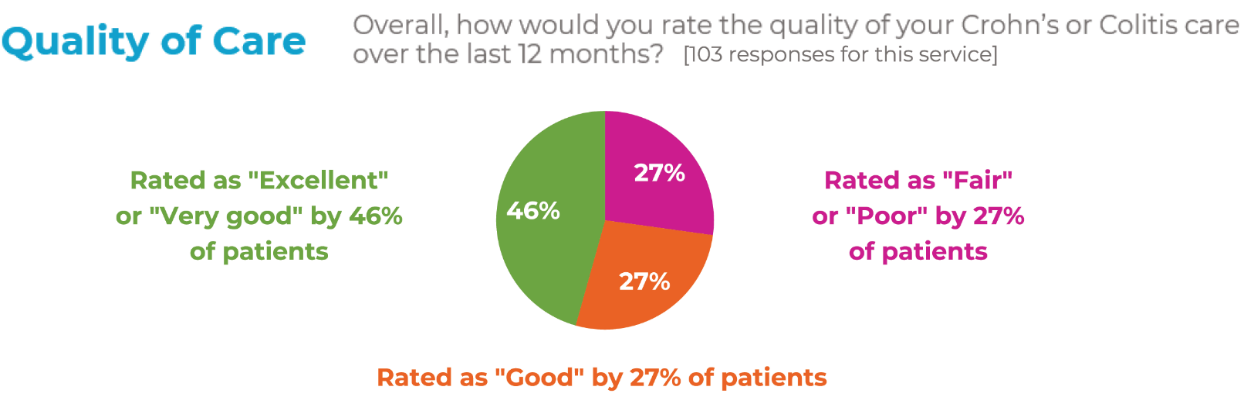 Quality of Care
Overall, how would you rate the quality of your Crohn’s or Colitis care
over the last 12 months? [103 responses for this service]
Rated as "Excellent"
or "Very good" by 46%
of patients
46%
27%
27%
Rated as "Fair"
or "Poor" by 27%
of patients
Rated as "Good" by 27% of patients